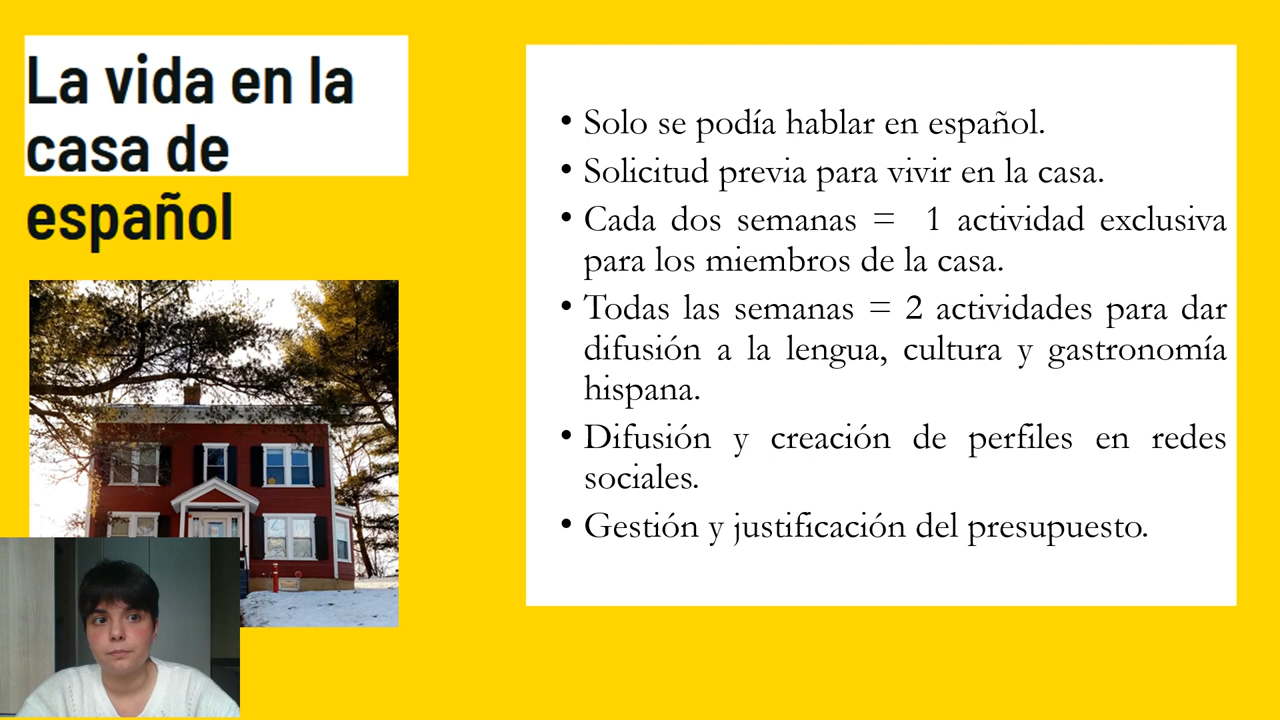 La vida en la
casa de
español
• Solo se podía hablar en español.
• Solicitud previa para vivir en la casa.
• Cada dos semanas = 1 actividad exclusiva
para los miembros de la casa.
• Todas las semanas = 2 actividades para dar
difusión a la lengua, cultura y gastronomía
hispana.
• Difusión y creación de perfiles en redes
sociales.
• Gestión y justificación del presupuesto.